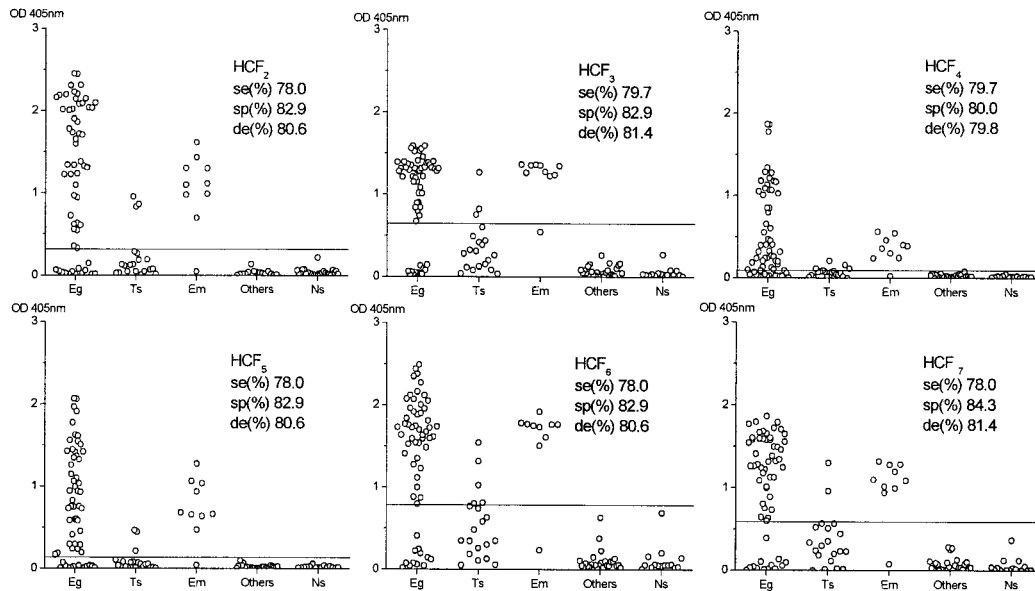 OD 405nm
3
2
1
0
HCF2
se(%) 78.0
sp(%) 82.9
de(%) 80.6
Eg Ts Em Others Ns
OD 405nm
3
2
1
0
HCF3
se(%) 79.7
sp(%) 82.9
de(%) 81.4
Eg Ts Em Others Ns
OD 405nm
3
2
1
0
HCF4
se(%) 79.7
sp(%) 80.0
de(%) 79.8
Eg Ts Em Others Ns
OD 405nm
3
2
1
0
HCF5
se(%) 78.0
sp(%) 82.9
de(%) 80.6
Eg Ts Em Others Ns
OD 405nm
3
2
1
0
HCF6
se(%) 78.0
sp(%) 82.9
de(%) 80.6
Eg Ts Em Others Ns
OD 405nm
3
2
1
0
HCF7
se(%) 78.0
sp(%) 84.3
de(%) 81.4
Eg Ts Em Others Ns